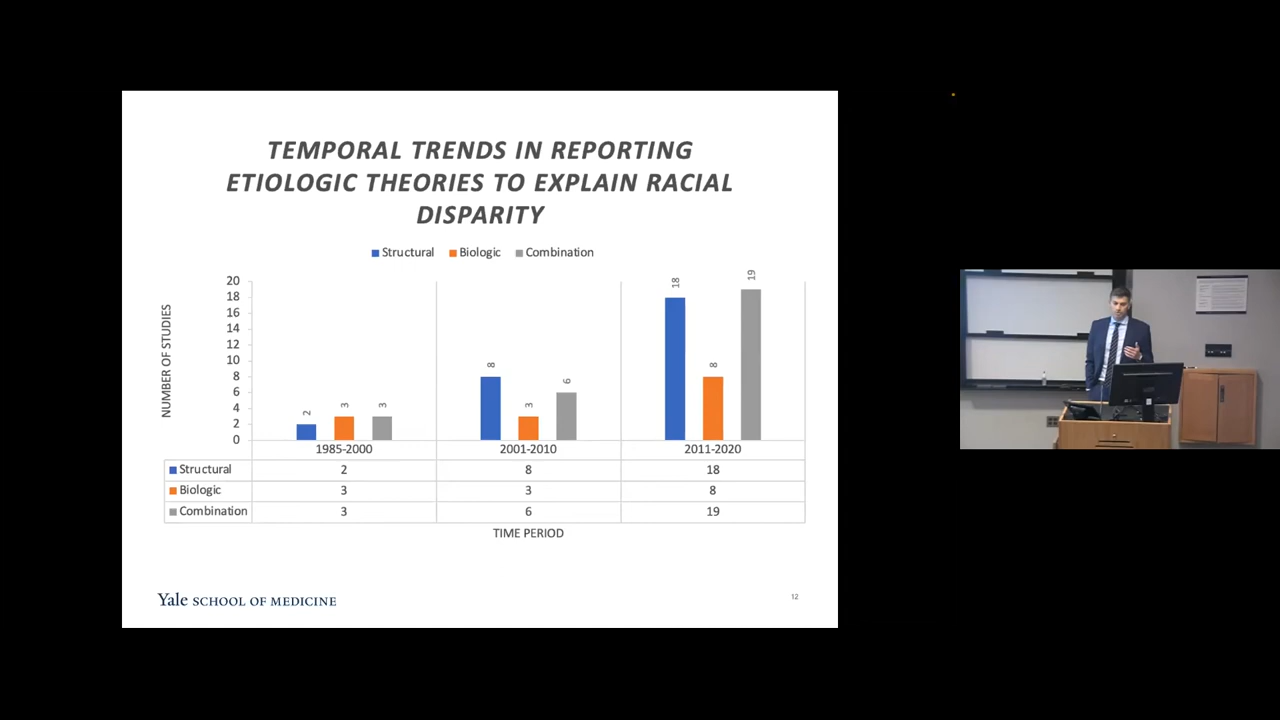 TEMPORAL TRENDS IN REPORTING
ETIOLOGIC THEORIES TO EXPLAIN RACIAL
DISPARITY
Structural Biologic Combination
NUMBER OF STUDIES
20
18
16
14
12
10
8
6
4
2
0
2 3 3
8 3 6
18 8 19
1985-2000 2001-2010 2011-2020
Structural 2 8 18
Biologic 3 3 8
Combination 3 6 19
TIME PERIOD
Yale SCHOOL OF MEDICINE
12